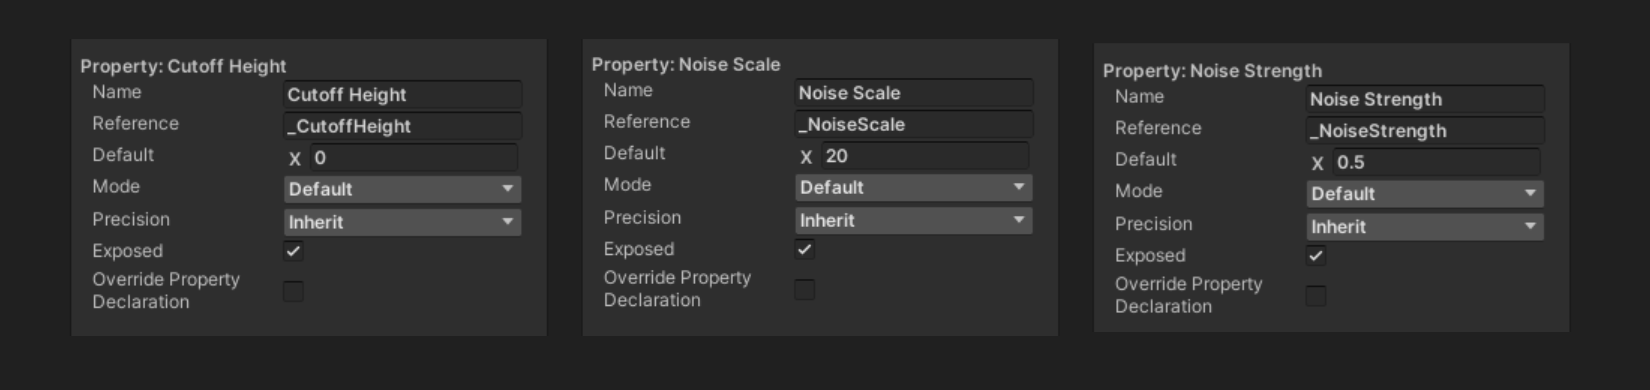 Property: Cutoff Height
Name Cutoff Height
Reference _CutoffHeight
Default X 0
Mode Default
Precision Inherit
Exposed
Override Property
Declaration
Property: Noise Scale
Name Noise Scale
Reference _NoiseScale
Default X 20
Mode Default
Precision Inherit
Exposed
Override Property
Declaration
Property: Noise Strength
Name Noise Strength
Reference _NoiseStrength
Default X 0.5
Mode Default
Precision Inherit
Exposed
Override Property
Declaration